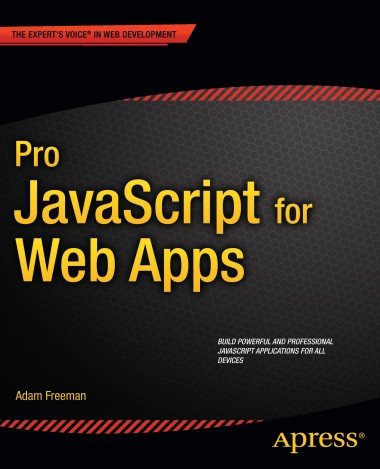 THE EXPERT'S VOICE® IN WEB DEVELOPMENT
Pro
JavaScript for
Web Apps
BUILD POWERFUL AND PROFESSIONAL
JAVASCRIPT APPLICATIONS FOR ALL
DEVICES
Adam Freeman
Apress®